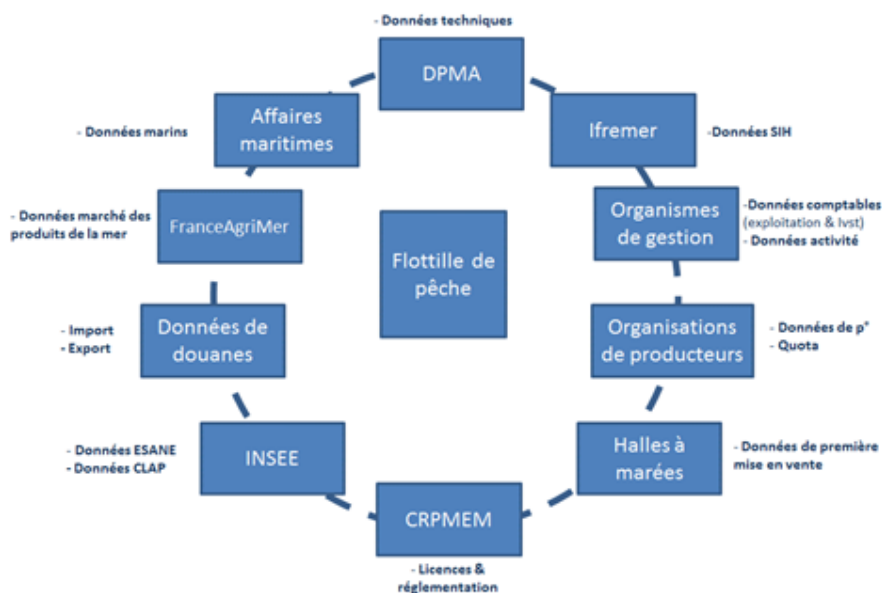 - Données techniques
DPMA
Affaires
maritimes
- Données marins
Ifremer
-Données SIH
FranceAgriMer
- Données marché des
produits de la mer
Flottille de
pêche
Organismes
de gestion
-Données comptables
(exploitation & Ivst)
- Données activité
Données de
douanes
- Import
- Export
Organisations
de producteurs
- Données de p°
- Quota
INSEE
- Données ESANE
- Données CLAP
Halles à
marées
- Données de première
mise en vente
CRPMEM
- Licences &
réglementation